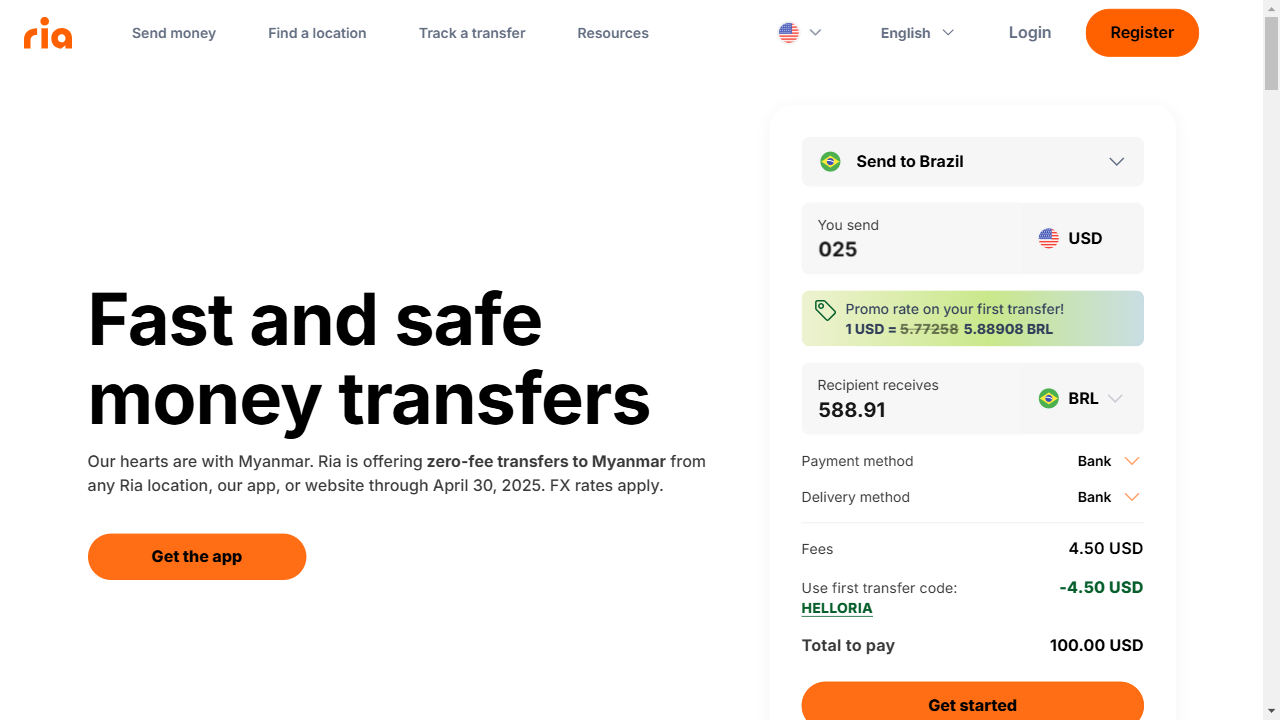 ria
Send money
Find a location
Track a transfer
Resources
English
Login
Register
Fast and safe
money transfers
Our hearts are with Myanmar. Ria is offering zero-fee transfers to Myanmar from
any Ria location, our app, or website through April 30, 2025. FX rates apply.
Get the app
Send to Brazil
You send
025
USD
Promo rate on your first transfer!
1 USD = 5.77258 5.88908 BRL
Recipient receives
588.91
BRL
Payment method Bank
Delivery method Bank
Fees 4.50 USD
Use first transfer code: -4.50 USD
HELLORIA
Total to pay 100.00 USD
Get started